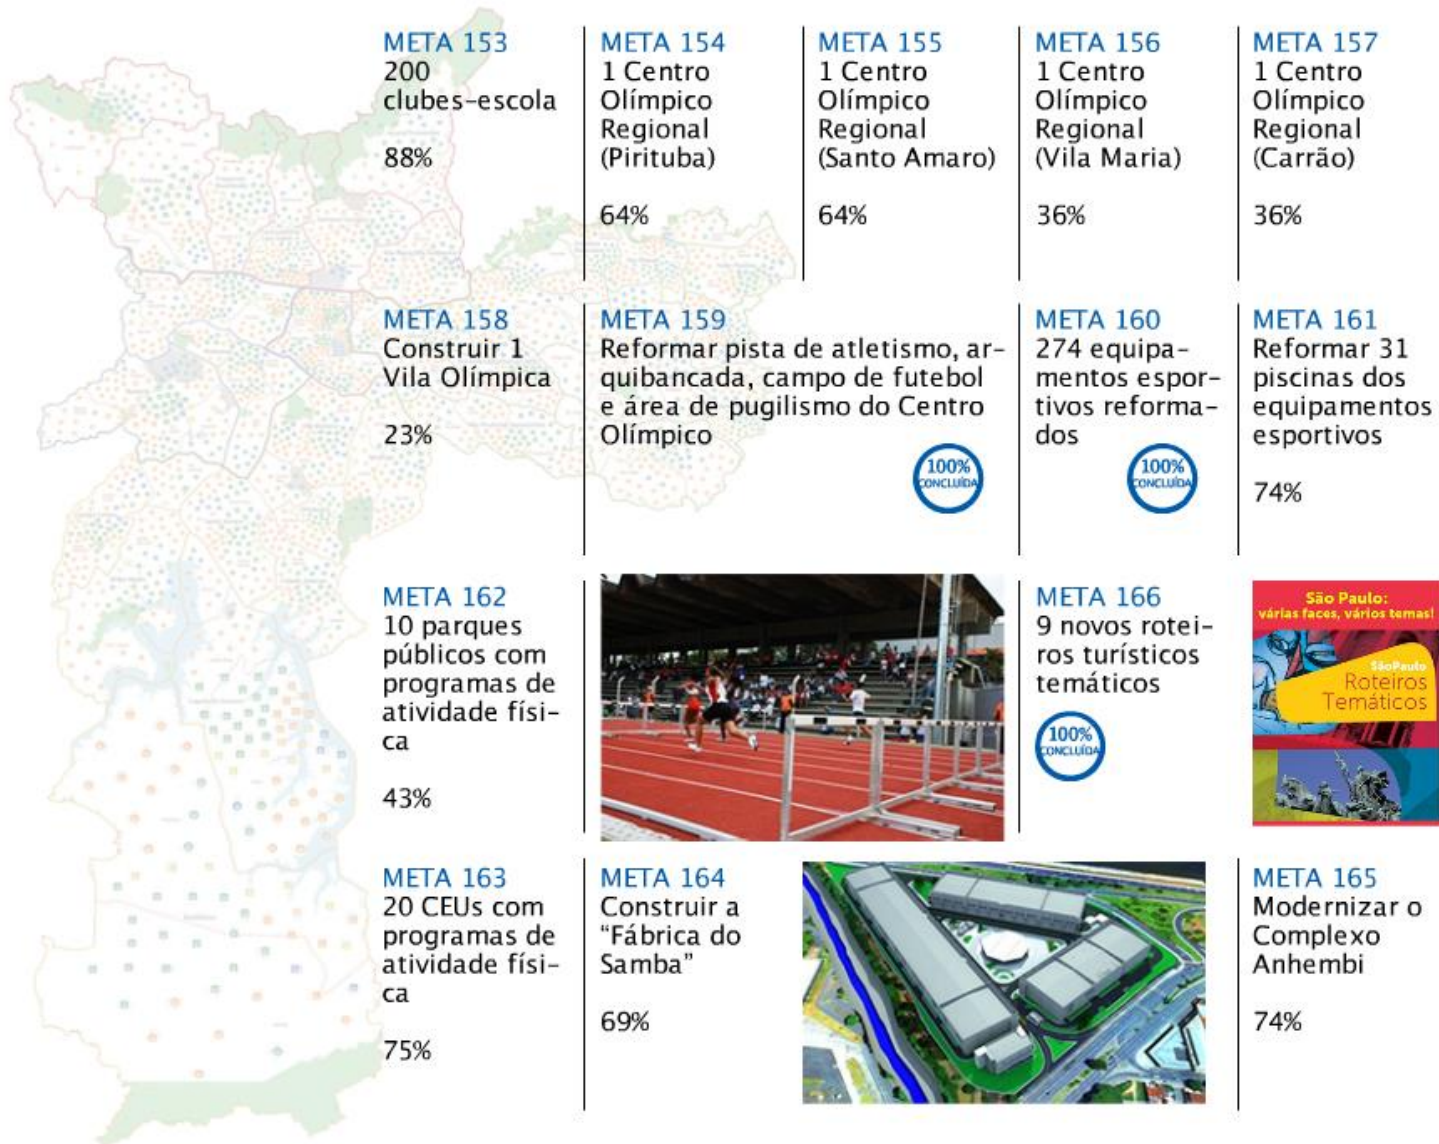 META 153
200
clubes-escola
88%
META 154
1 Centro
Olímpico
Regional
(Pirituba)
64%
META 155
1 Centro
Olímpico
Regional
(Santo Amaro)
64%
META 156
1 Centro
Olímpico
Regional
(Vila Maria)
36%
META 157
1 Centro
Olímpico
Regional
(Carrão)
36%
META 158
Construir 1
Vila Olímpica
23%
META 159
Reformar pista de atletismo, ar-
quibancada, campo de futebol
e área de pugilismo do Centro
Olímpico
100%
CONCLUÍDA
META 160
274 equipa-
mentos espor-
tivos reforma-
dos
100%
CONCLUÍDA
META 161
Reformar 31
piscinas dos
equipamentos
esportivos
74%
META 162
10 parques
públicos com
programas de
atividade físi-
ca
43%
META 166
9 novos rotei-
ros turísticos
temáticos
100%
CONCLUÍDA
São Paulo:
várias faces, vários temas!
SãoPaulo
Roteiros
Temáticos
META 163
20 CEUs com
programas de
atividade físi-
ca
75%
META 164
Construir a
“Fábrica do
Samba”
69%
META 165
Modernizar o
Complexo
Anhembi
74%